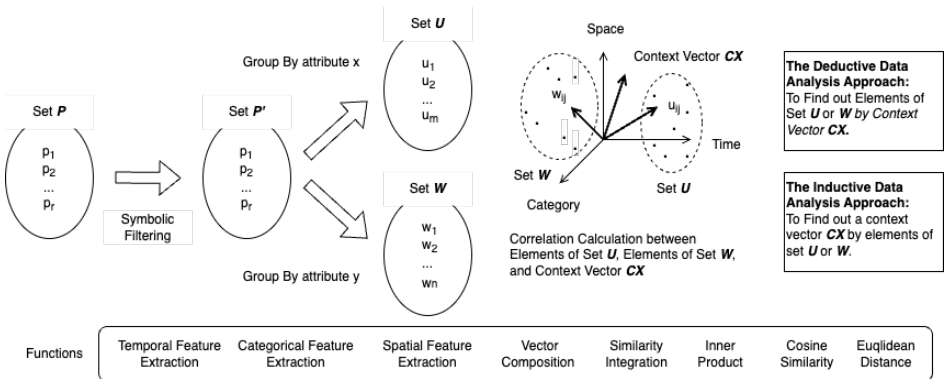 Set P
p1
p2
...
pr
Symbolic
Filtering
Set P'
p1
p2
...
pr
Group By attribute x
Group By attribute y
Set U
u1
u2
...
um
Set W
w1
w2
...
wn
Space
Context Vector CX
wij
uij
Time
Set W
Set U
Category
Correlation Calculation between
Elements of Set U, Elements of Set W,
and Context Vector CX
The Deductive Data
Analysis Approach:
To Find out Elements of
Set U or W by Context
Vector CX.
The Inductive Data
Analysis Approach:
To Find out a context
vector CX by elements of
set U or W.
Functions
Temporal Feature
Extraction
Categorical Feature
Extraction
Spatial Feature
Extraction
Vector
Composition
Similarity
Integration
Inner
Product
Cosine
Similarity
Euqlidean
Distance